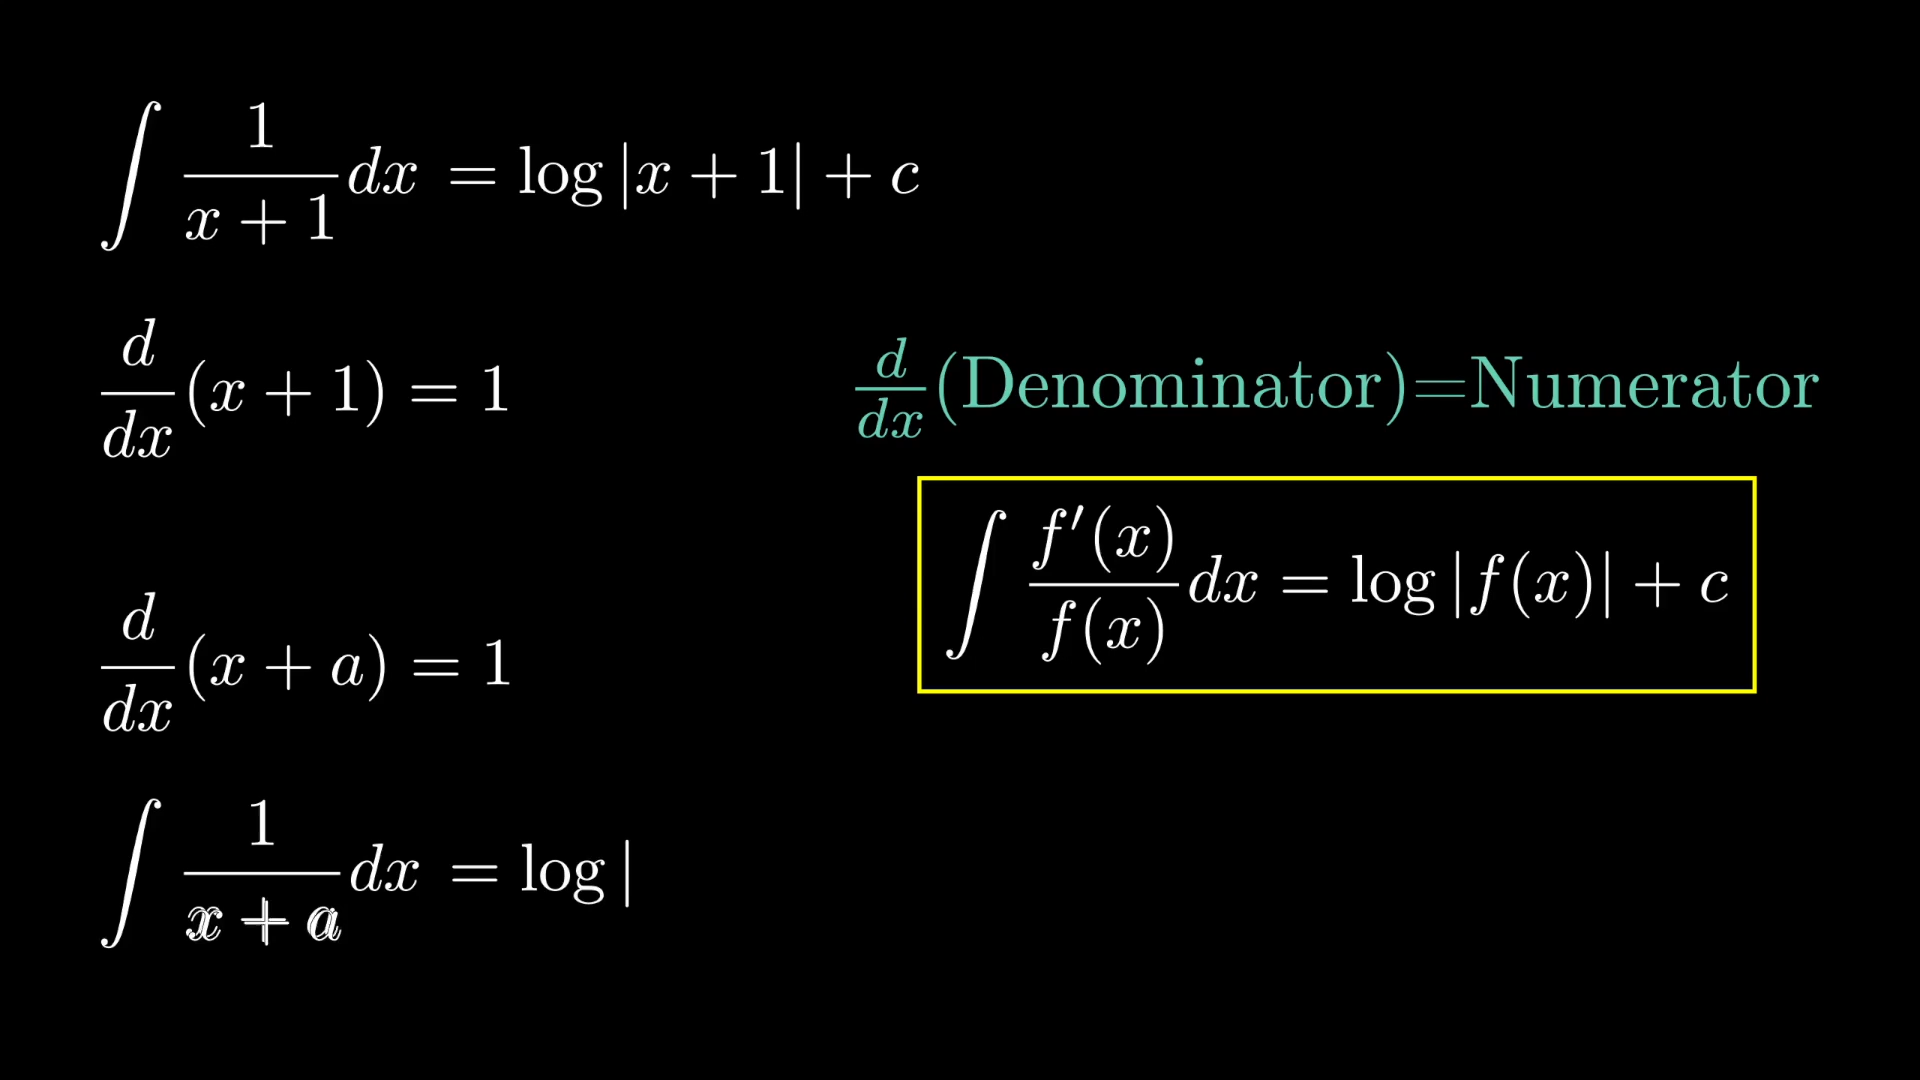 ∫ 1/(x + 1) dx = log |x + 1| + c
d/dx (x + 1) = 1
d/dx (Denominator)=Numerator
∫ f′(x)/f(x) dx = log |f(x)| + c
d/dx (x + a) = 1
∫ 1/(x + a) dx = log |